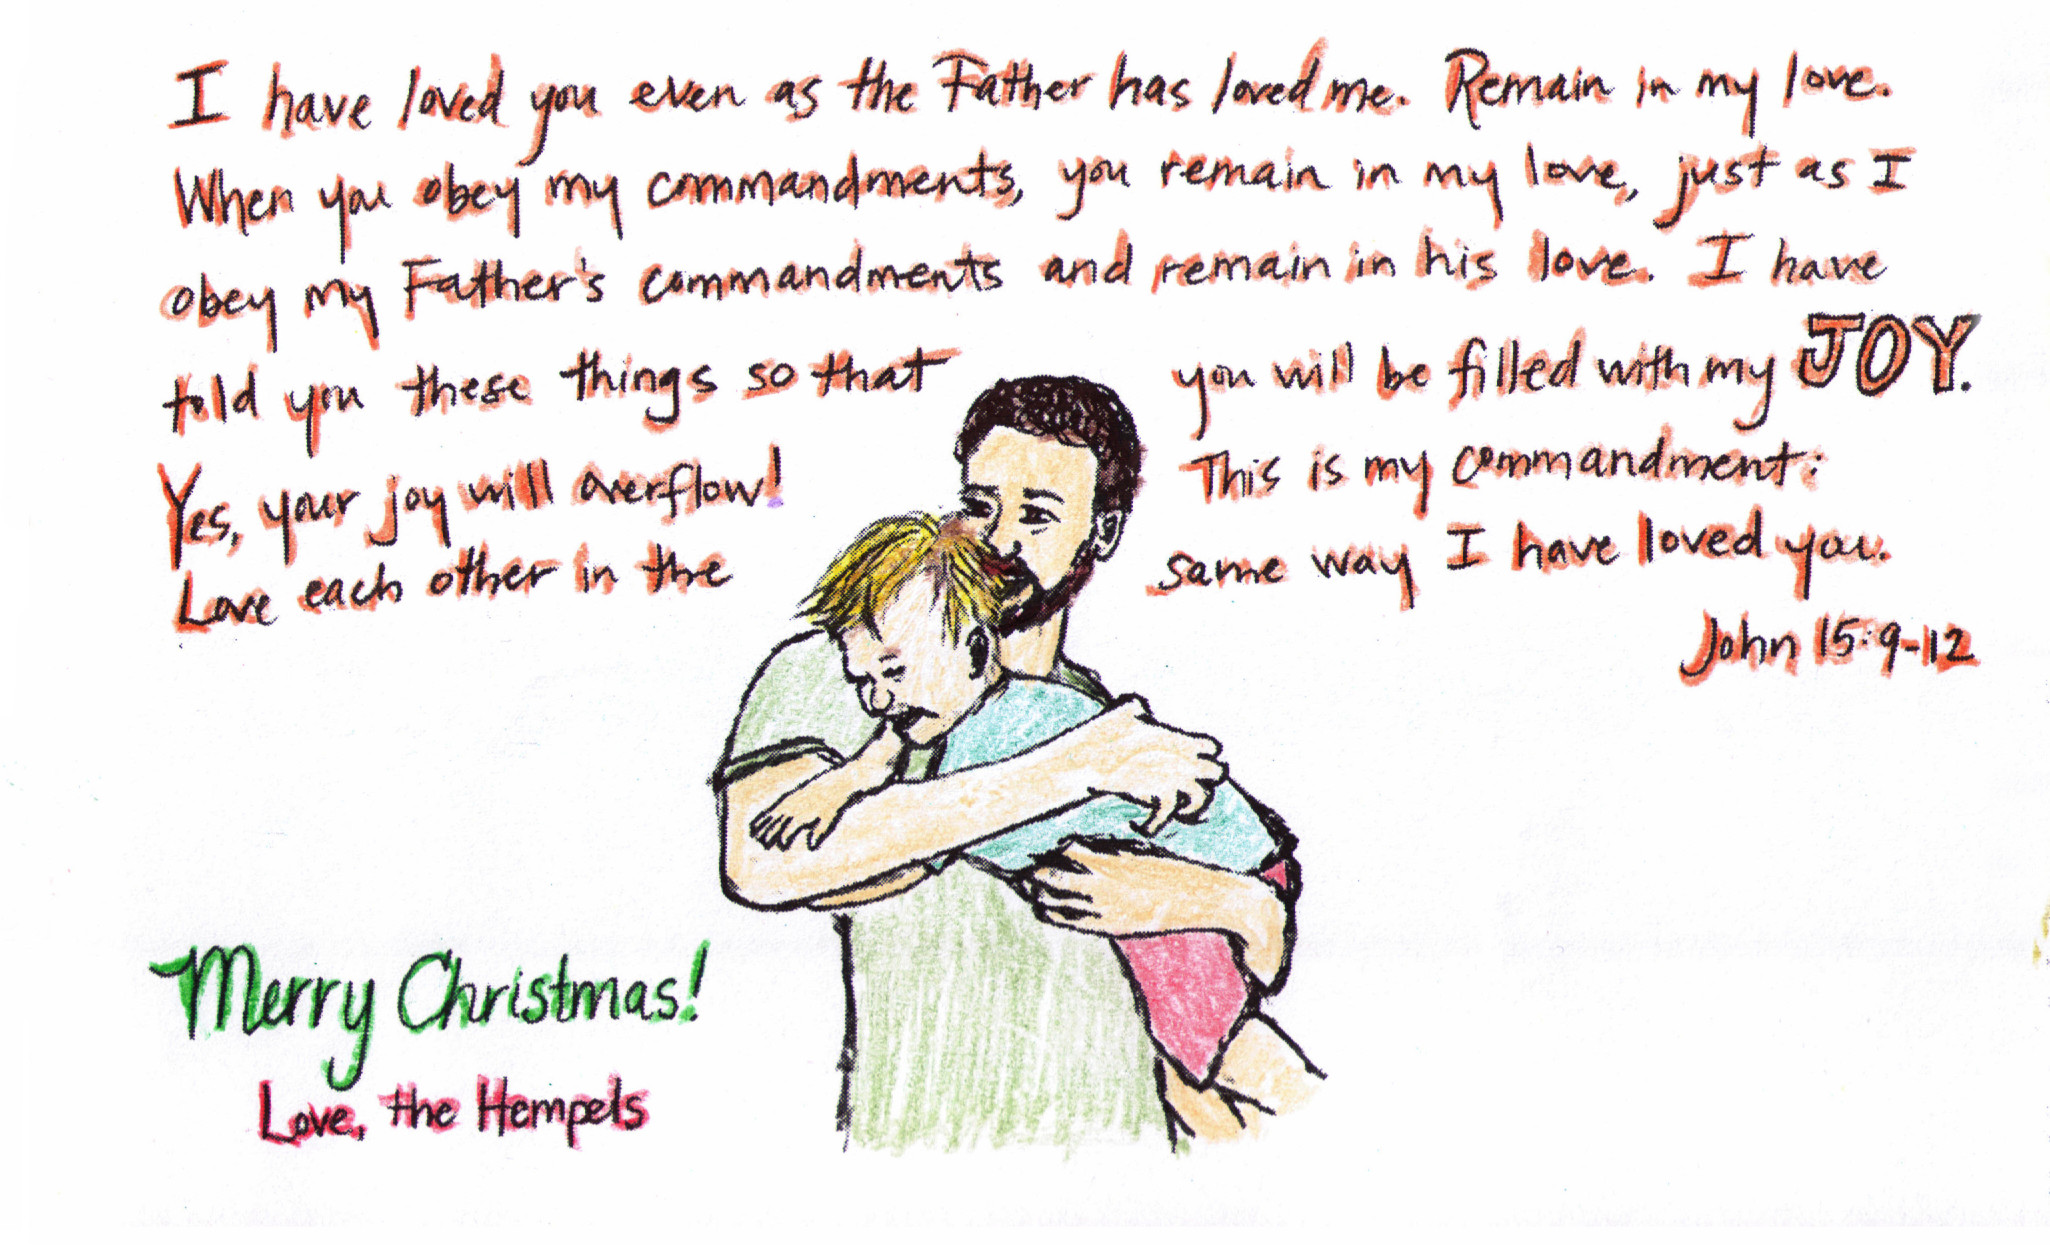 I have loved you even as the Father has loved me. Remain in my love.
When you obey my commandments, you remain in my love, just as I
obey my Father's commandments and remain in his love. I have
told you these things so that you will be filled with my JOY.
Yes, your joy will overflow! This is my commandment:
Love each other in the same way I have loved you.
John 15:9-12
Merry Christmas!
Love, the Hempels